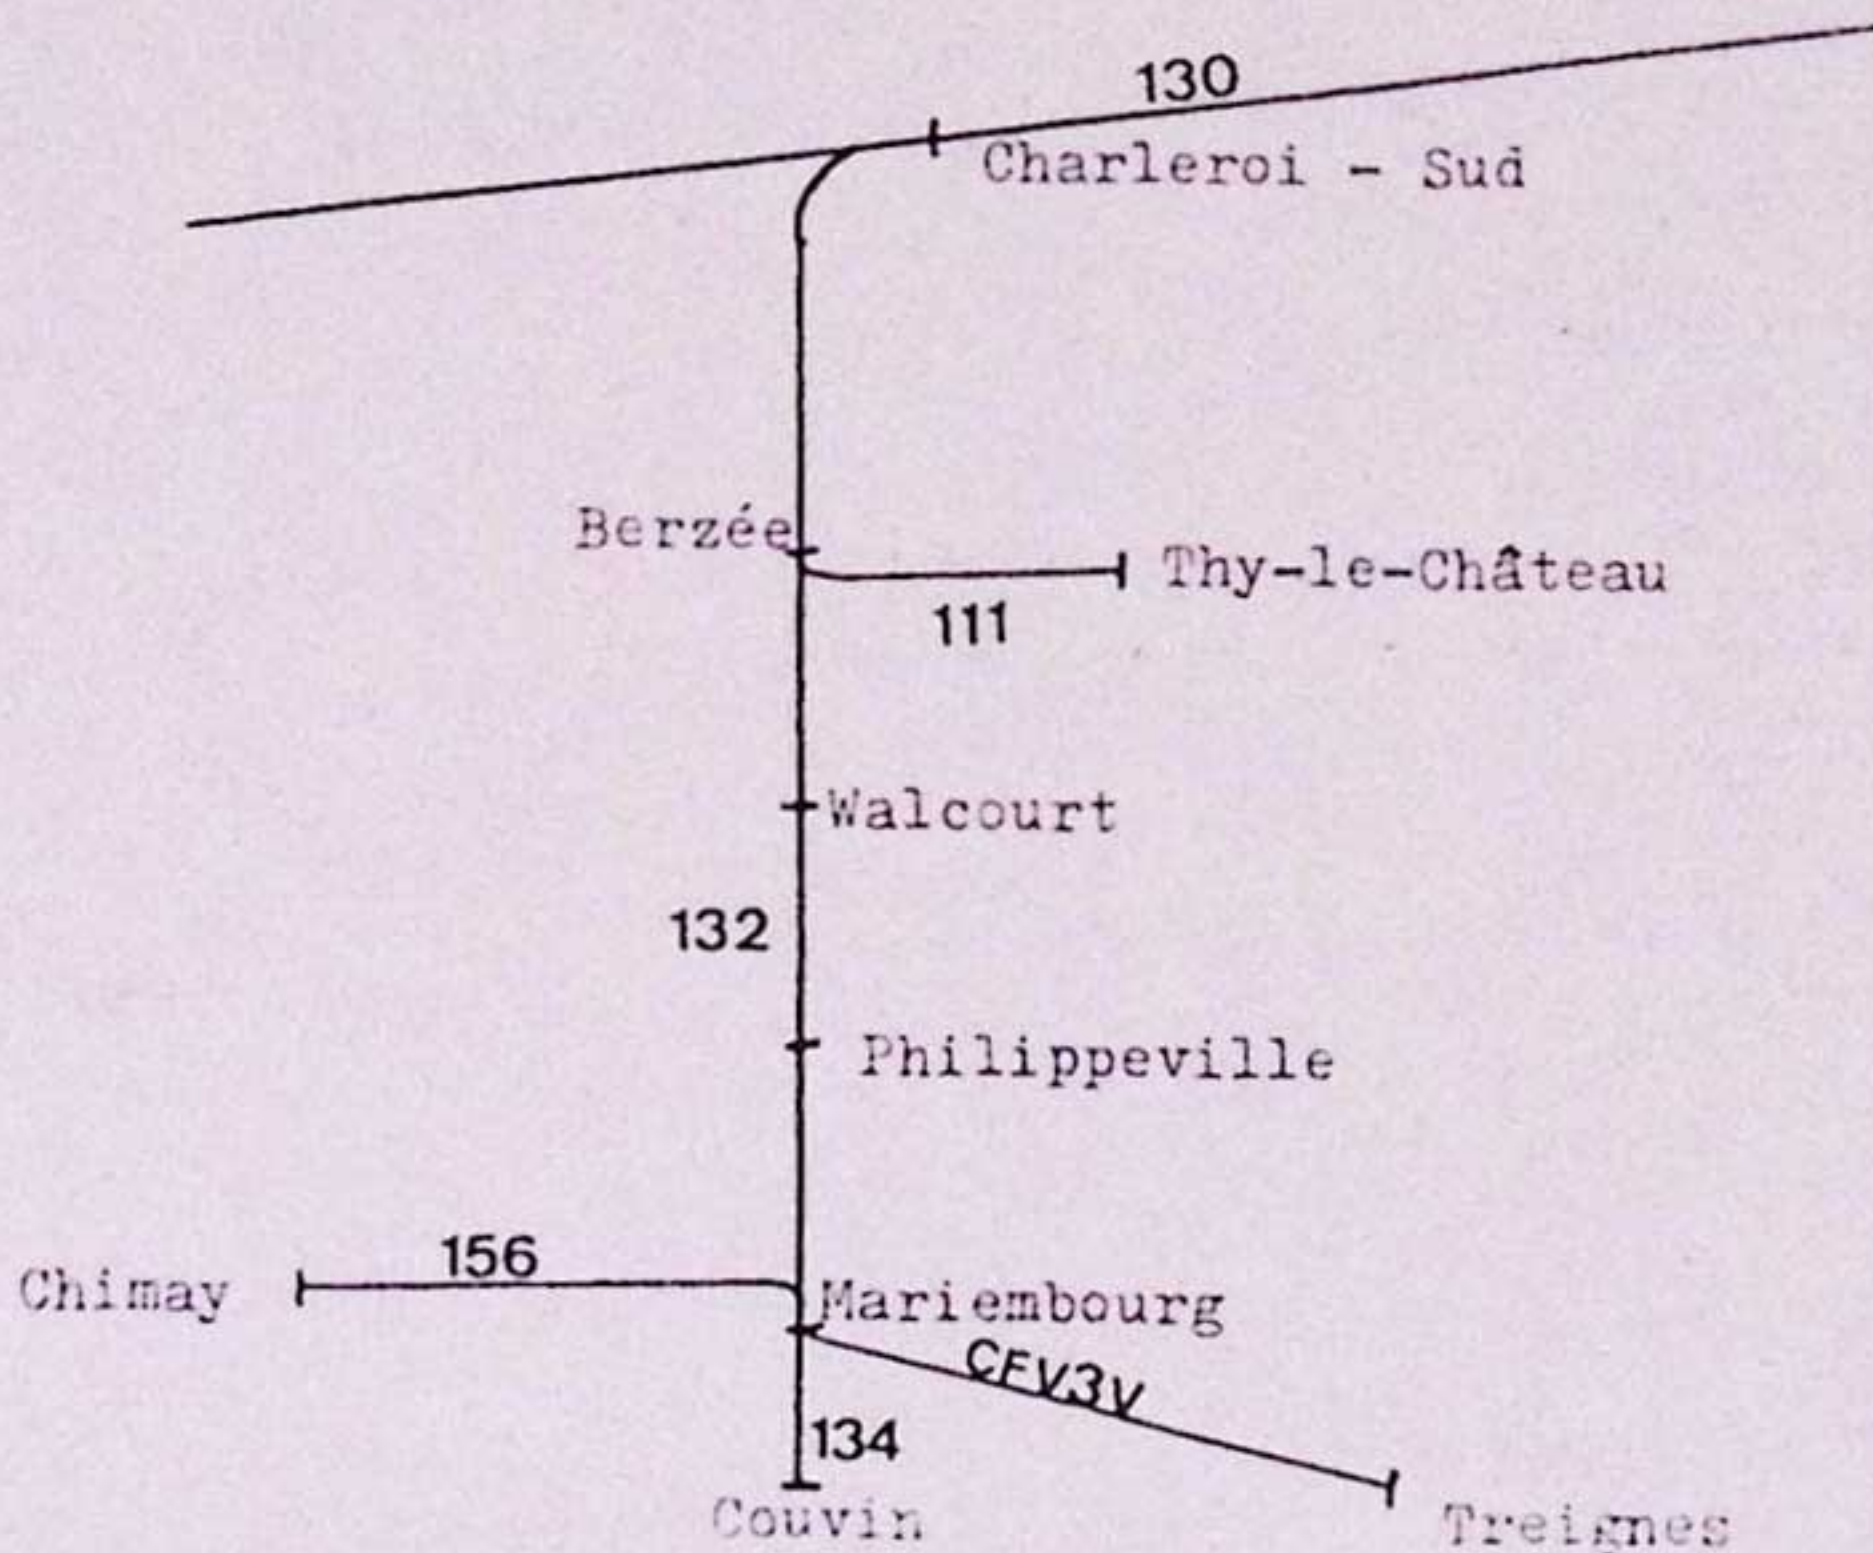 130
Charleroi - Sud
Berzée
Thy-le-Château
111
Walcourt
132
Philippeville
156
Chimay
Mariembourg
CFV3V
134
Couvin
Treignes